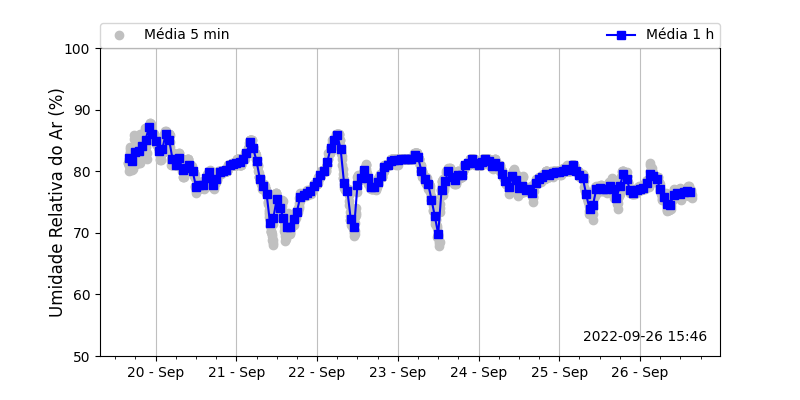 Média 5 min
Média 1 h
Umidade Relativa do Ar (%)
100
90
80
70
60
50
2022-09-26 15:46
20 - Sep
21 - Sep
22 - Sep
23 - Sep
24 - Sep
25 - Sep
26 - Sep